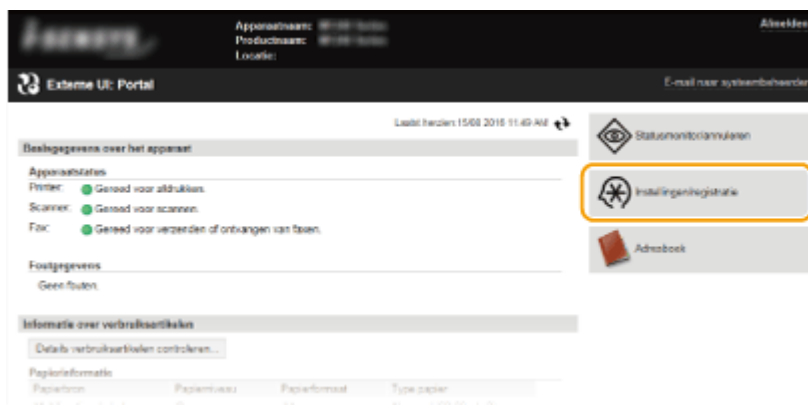 Apparaatnaam:
Productnaam:
Locatie:
Afmelden
Externe UI: Portal
E-mail naar systeembeheerder
Laatst herzien: 15/08 2016 11:49 AM
Basisgegevens over het apparaat
Apparaatstatus
Printer: Gereed voor afdrukken.
Scanner: Gereed voor scannen.
Fax: Gereed voor verzenden of ontvangen van faxen.
Foutgegevens
Geen fouten.
Informatie over verbruiksartikelen
Details verbruiksartikelen controleren...
Papierinformatie
Papierbron Papierniveau Papierformaat Type papier
Statusmonitor/annuleren
Instellingen/registratie
Adresboek